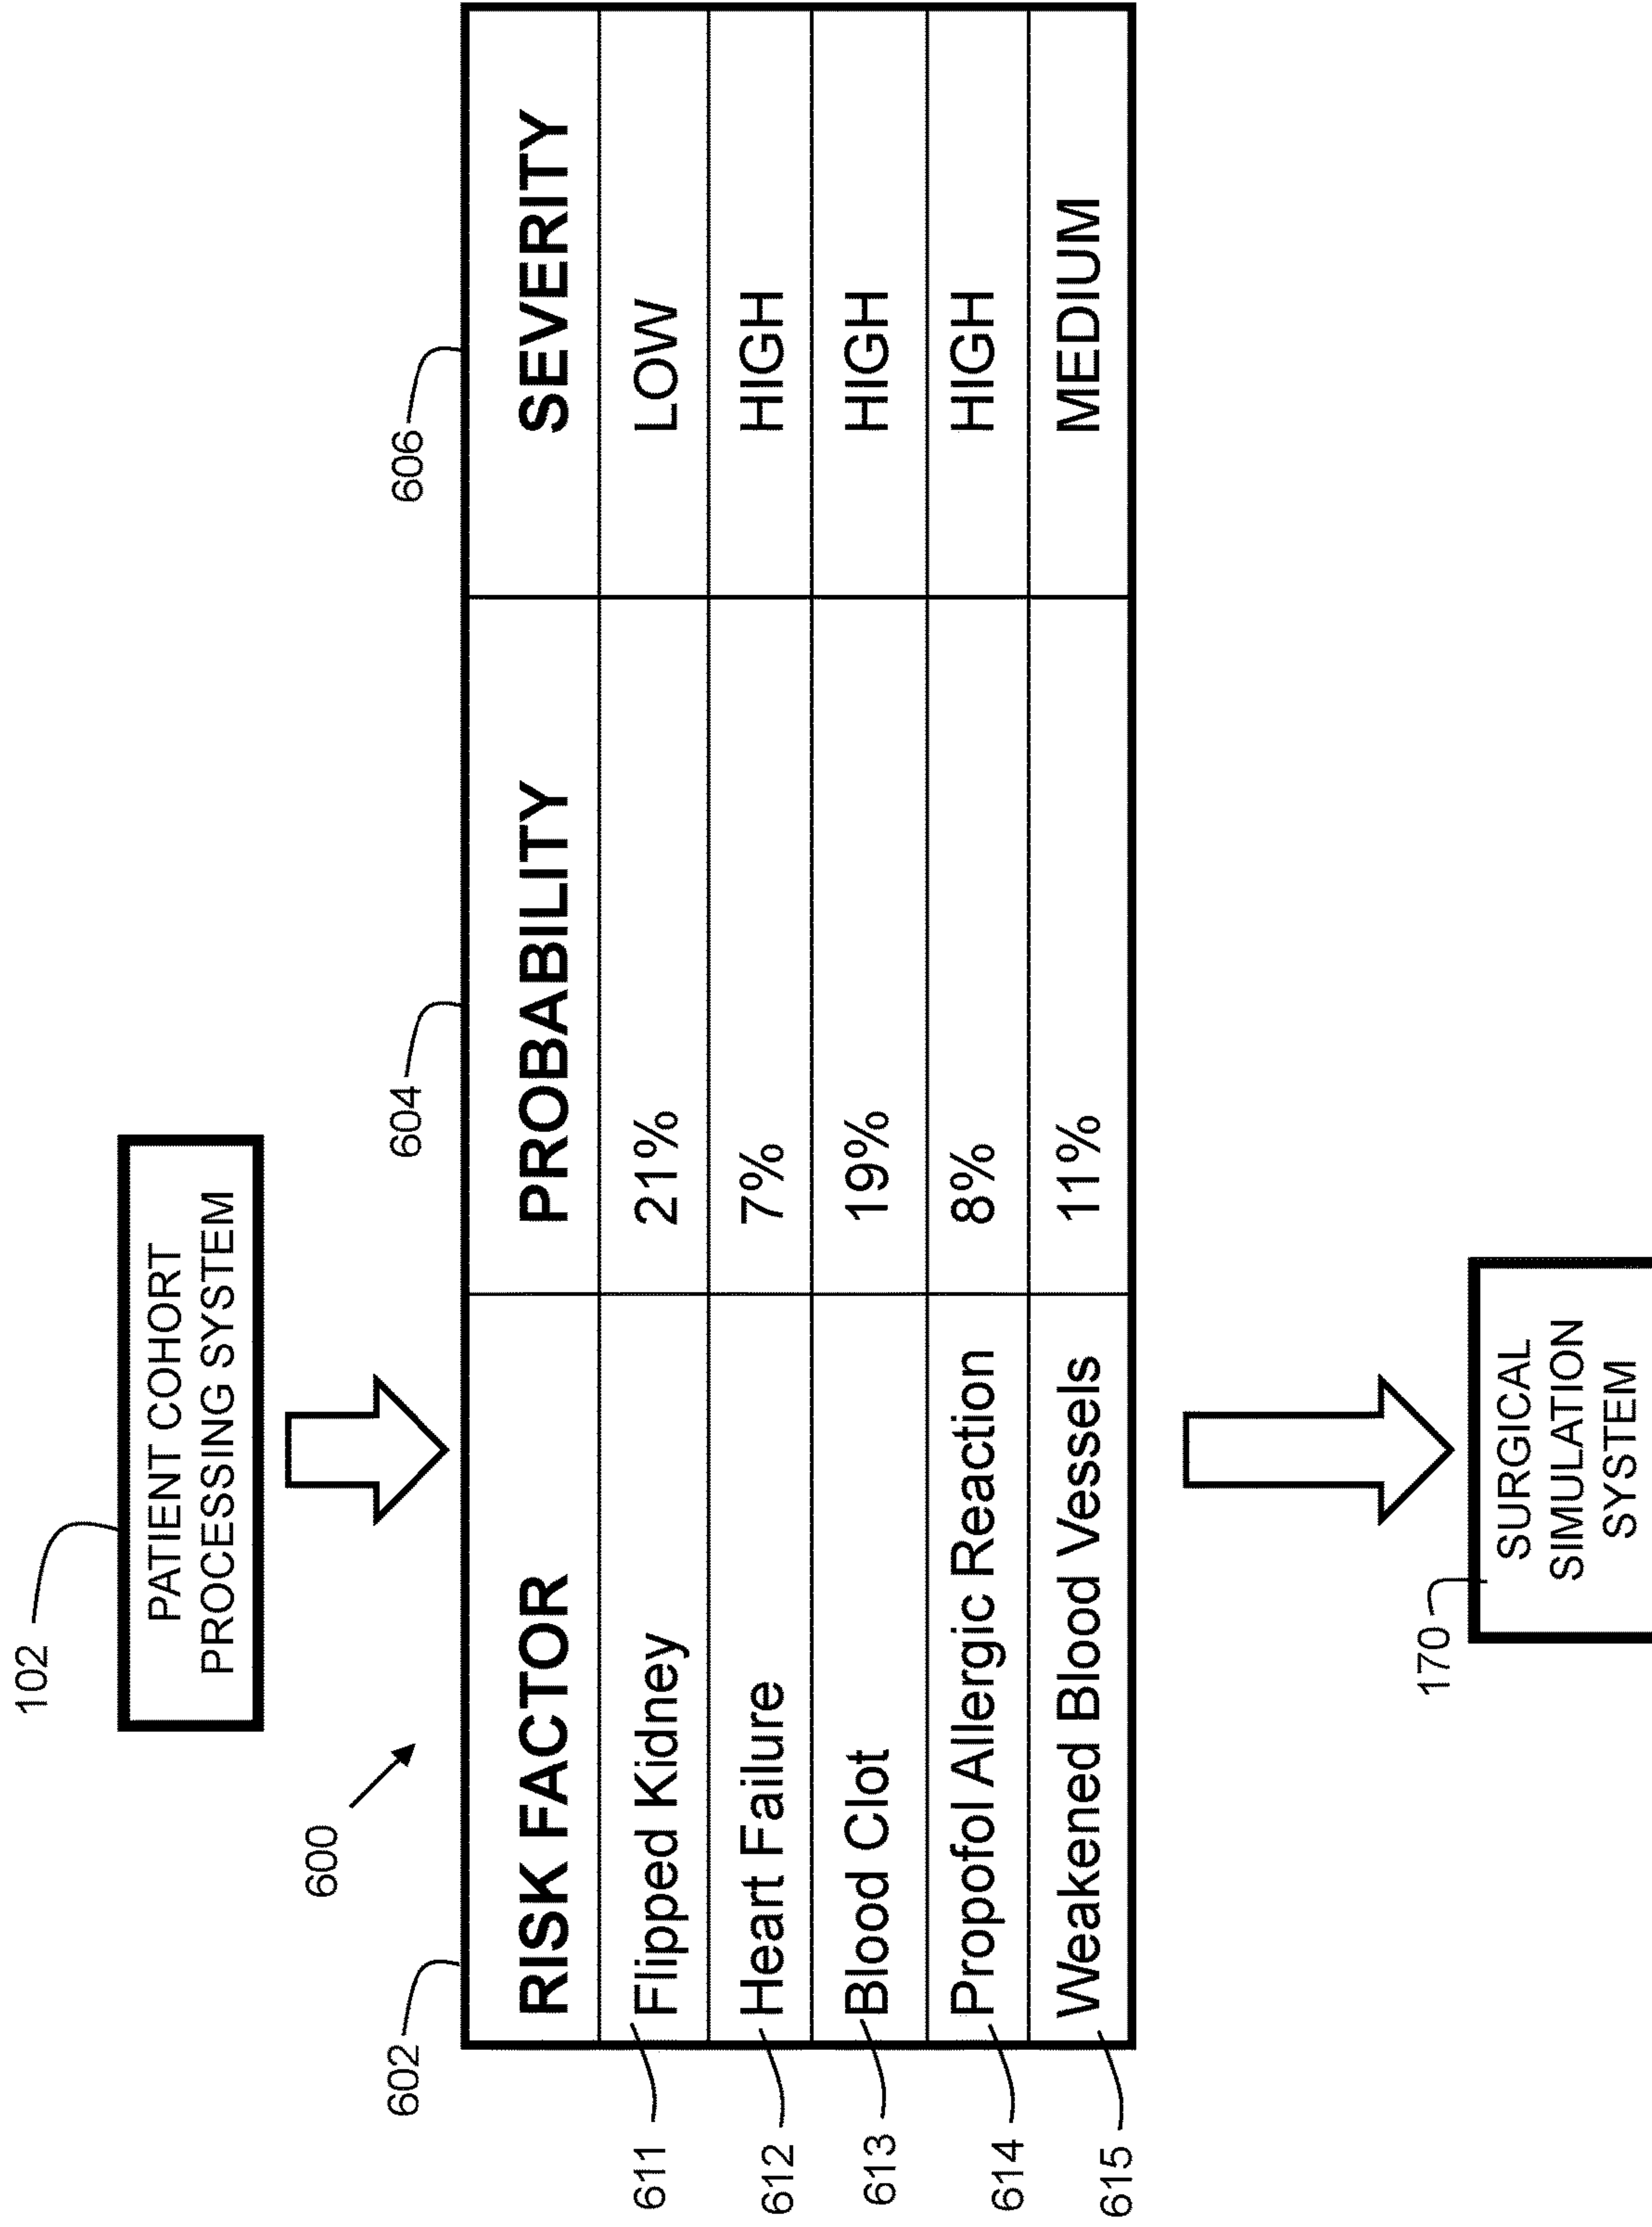 102
PATIENT COHORT
PROCESSING SYSTEM
600
602
604
606
RISK FACTOR PROBABILITY SEVERITY
611 Flipped Kidney 21% LOW
612 Heart Failure 7% HIGH
613 Blood Clot 19% HIGH
614 Propofol Allergic Reaction 8% HIGH
615 Weakened Blood Vessels 11% MEDIUM
170
SURGICAL
SIMULATION
SYSTEM